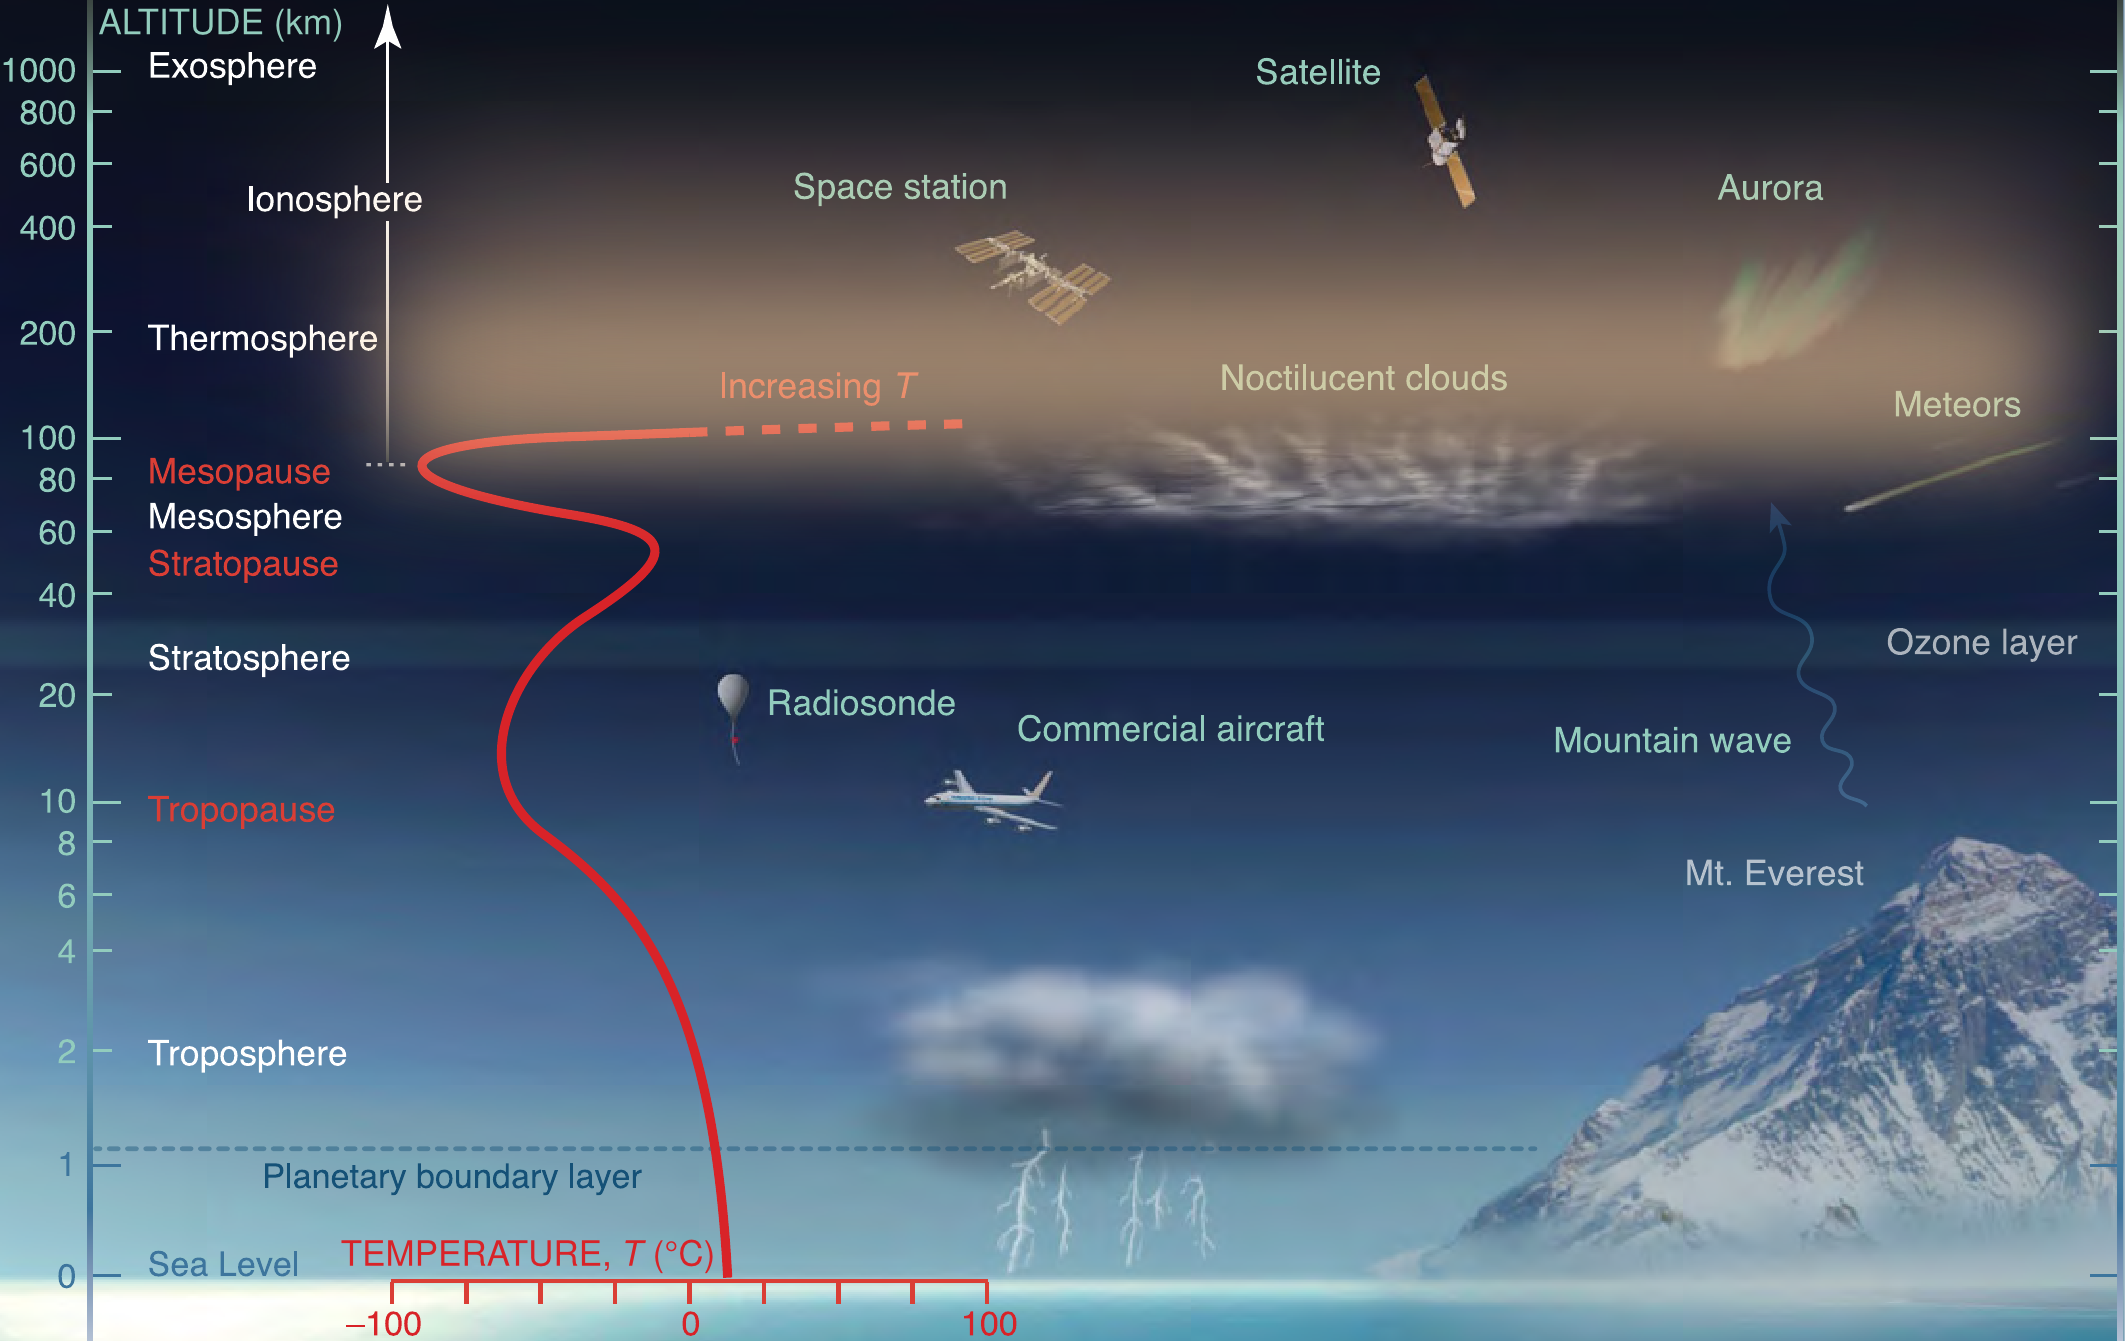 ALTITUDE (km)
1000
Exosphere
Satellite
800
600
Space station
Aurora
Ionosphere
400
200
Thermosphere
Increasing T
Noctilucent clouds
Meteors
100
Mesopause
80
Mesosphere
60
Stratopause
40
Ozone layer
Stratosphere
20
Radiosonde
Commercial aircraft
Mountain wave
10
Tropopause
8
Mt. Everest
6
4
2
Troposphere
1
Planetary boundary layer
0
Sea Level
TEMPERATURE, T (°C)
–100
0
100